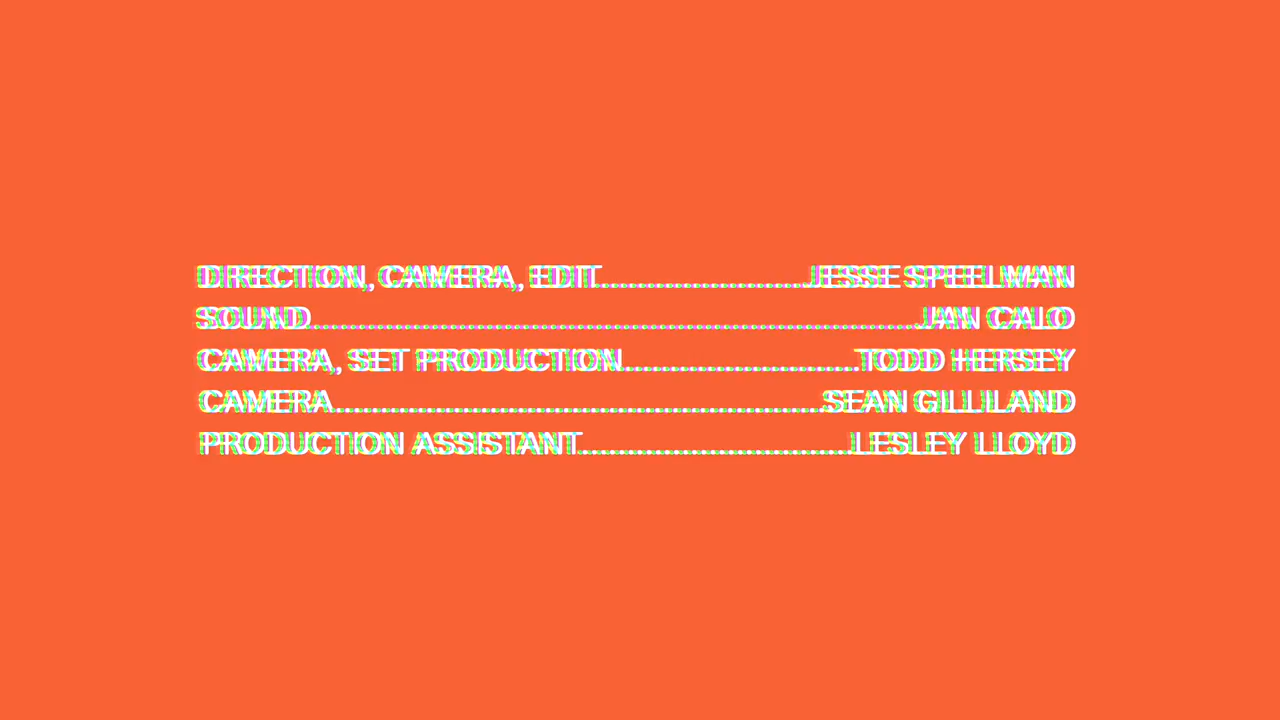 DIRECTION, CAMERA, EDIT........................JESSE SPEELMAN
SOUND.......................................................................JAN CALO
CAMERA, SET PRODUCTION............................TODD HERSEY
CAMERA.........................................................SEAN GILLILAND
PRODUCTION ASSISTANT................................LESLEY LLOYD